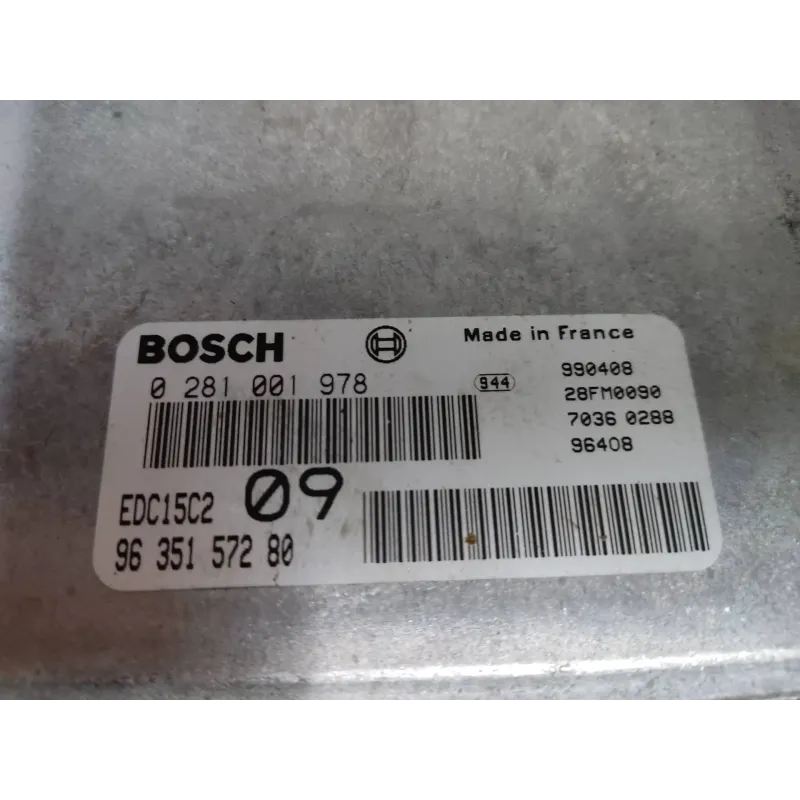 BOSCH Made in France
0 281 001 978 944 990408
28FM0090
7036 0288
96408
EDC15C2 09
96 351 572 80